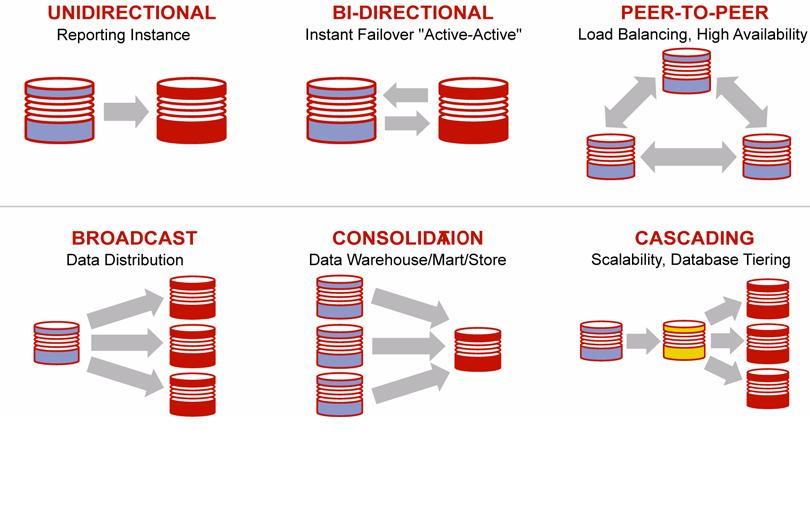 UNIDIRECTIONAL
Reporting Instance
BI-DIRECTIONAL
Instant Failover "Active-Active"
PEER-TO-PEER
Load Balancing, High Availability
BROADCAST
Data Distribution
CONSOLIDATION
Data Warehouse/Mart/Store
CASCADING
Scalability, Database Tiering